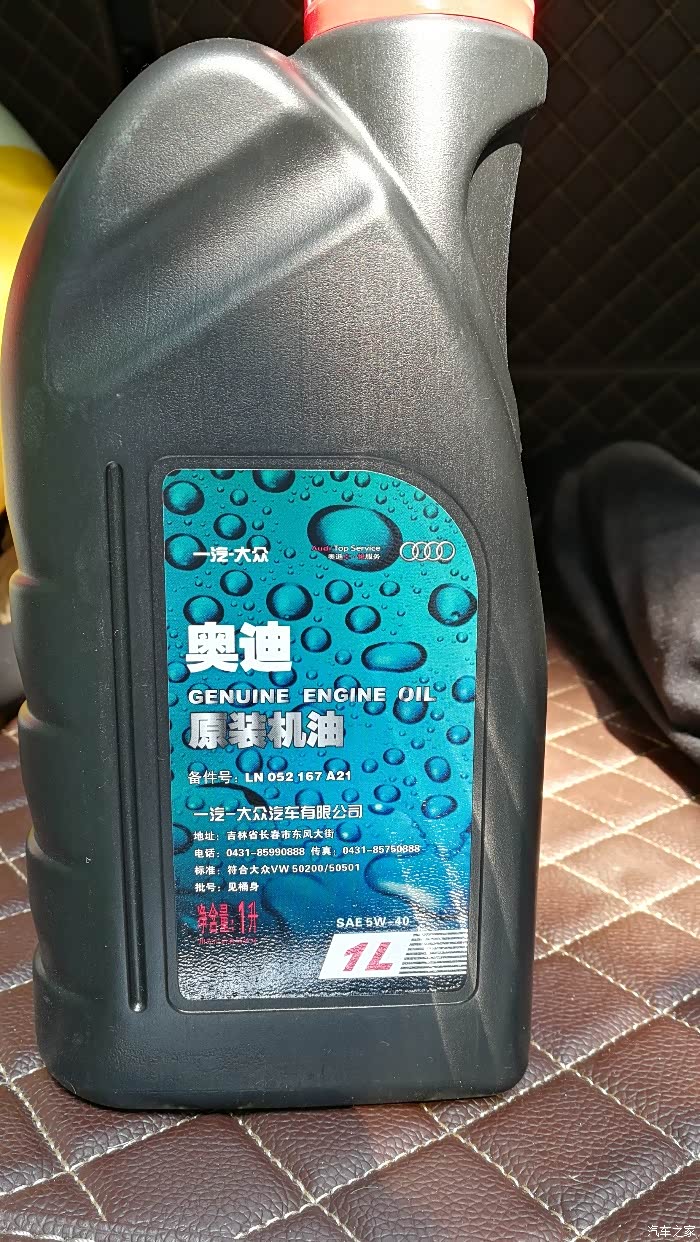 一汽-大众
Audi Top Service
服务
奥迪
GENUINE ENGINE OIL
原装机油
备件号：LN 052 167 A21
一汽-大众汽车有限公司
地址：吉林省长春市东风大街
电话：0431-85990888 传真：0431-85750888
标准：符合大众VW 50200/50501
批号：见桶身
净含量：1升
SAE 5W-40
1L
汽车之家